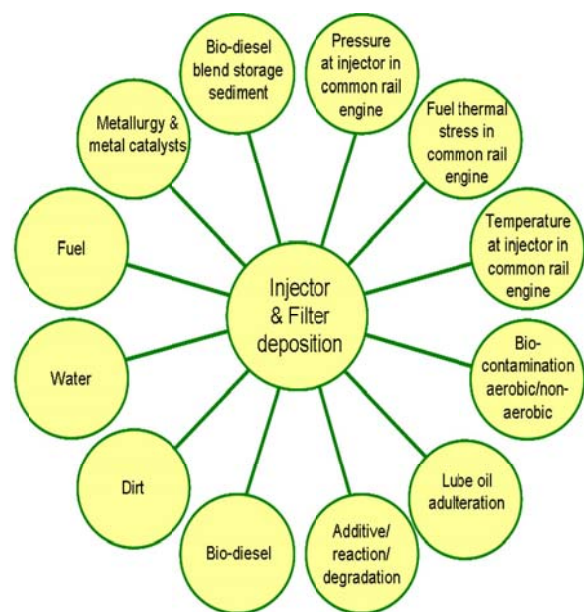 Bio-diesel
blend storage
sediment
Pressure
at injector in
common rail
engine
Fuel thermal
stress in
common rail
engine
Temperature
at injector in
common rail
engine
Bio-
contamination
aerobic/non-
aerobic
Lube oil
adulteration
Additive/
reaction/
degradation
Bio-diesel
Dirt
Water
Fuel
Metallurgy &
metal catalysts
Injector
& Filter
deposition